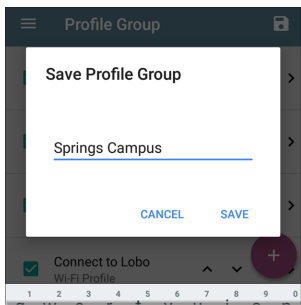 Profile Group
Save Profile Group
Springs Campus
CANCEL SAVE
Connect to Lobo
Wi-Fi Profile
1 2 3 4 5 6 7 8 9 0